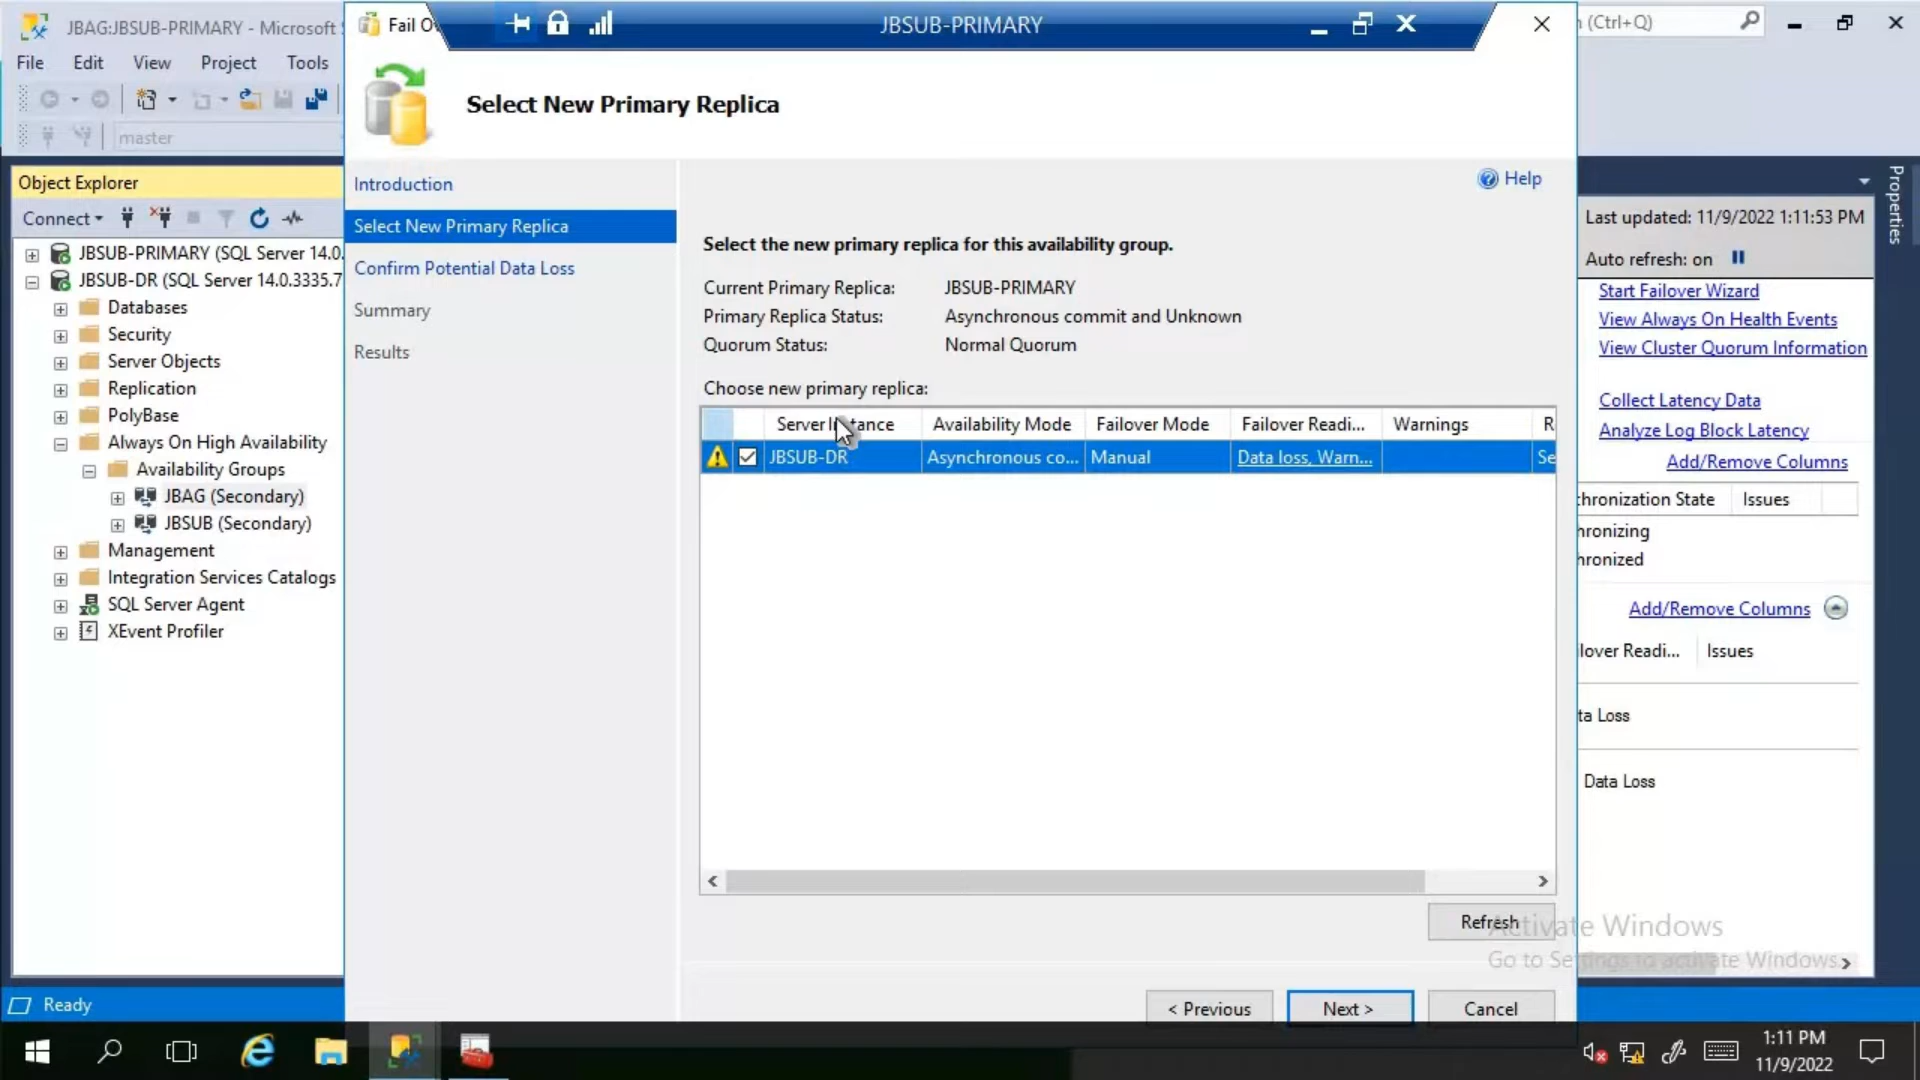 JBAG:JBSUB-PRIMARY - Microsoft S
Fail Ov
JBSUB-PRIMARY
(Ctrl+Q)
File Edit View Project Tools
master
Select New Primary Replica
Object Explorer
Connect
JBSUB-PRIMARY (SQL Server 14.0.
JBSUB-DR (SQL Server 14.0.3335.7
Databases
Security
Server Objects
Replication
PolyBase
Always On High Availability
Availability Groups
JBAG (Secondary)
JBSUB (Secondary)
Management
Integration Services Catalogs
SQL Server Agent
XEvent Profiler
Introduction
Select New Primary Replica
Confirm Potential Data Loss
Summary
Results
Help
Select the new primary replica for this availability group.
Current Primary Replica: JBSUB-PRIMARY
Primary Replica Status: Asynchronous commit and Unknown
Quorum Status: Normal Quorum
Choose new primary replica:
Server Instance Availability Mode Failover Mode Failover Readi... Warnings R
JBSUB-DR Asynchronous co... Manual Data loss, Warn... Se
Refresh
< Previous Next > Cancel
Properties
Last updated: 11/9/2022 1:11:53 PM
Auto refresh: on
Start Failover Wizard
View Always On Health Events
View Cluster Quorum Information
Collect Latency Data
Analyze Log Block Latency
Add/Remove Columns
chronization State Issues
hronizing
hronized
Add/Remove Columns
ilover Readi... Issues
ta Loss
Data Loss
Activate Windows
Go to Settings to activate Windows.
Ready
1:11 PM
11/9/2022